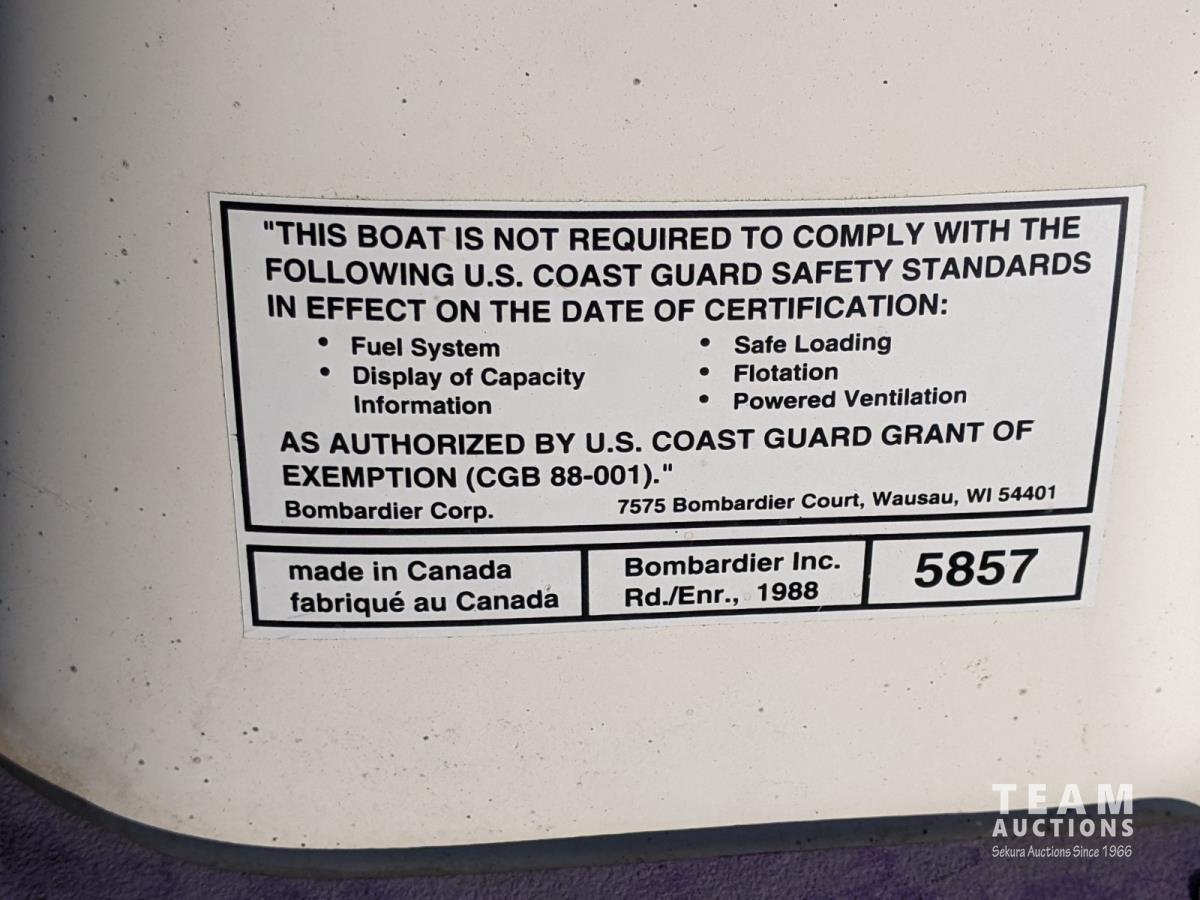 "THIS BOAT IS NOT REQUIRED TO COMPLY WITH THE
FOLLOWING U.S. COAST GUARD SAFETY STANDARDS
IN EFFECT ON THE DATE OF CERTIFICATION:
• Fuel System
• Display of Capacity
Information
• Safe Loading
• Flotation
• Powered Ventilation
AS AUTHORIZED BY U.S. COAST GUARD GRANT OF
EXEMPTION (CGB 88-001)."
Bombardier Corp. 7575 Bombardier Court, Wausau, WI 54401
made in Canada
fabriqué au Canada
Bombardier Inc.
Rd./Enr., 1988
5857
TEAM
AUCTIONS
Sekura Auctions Since 1966